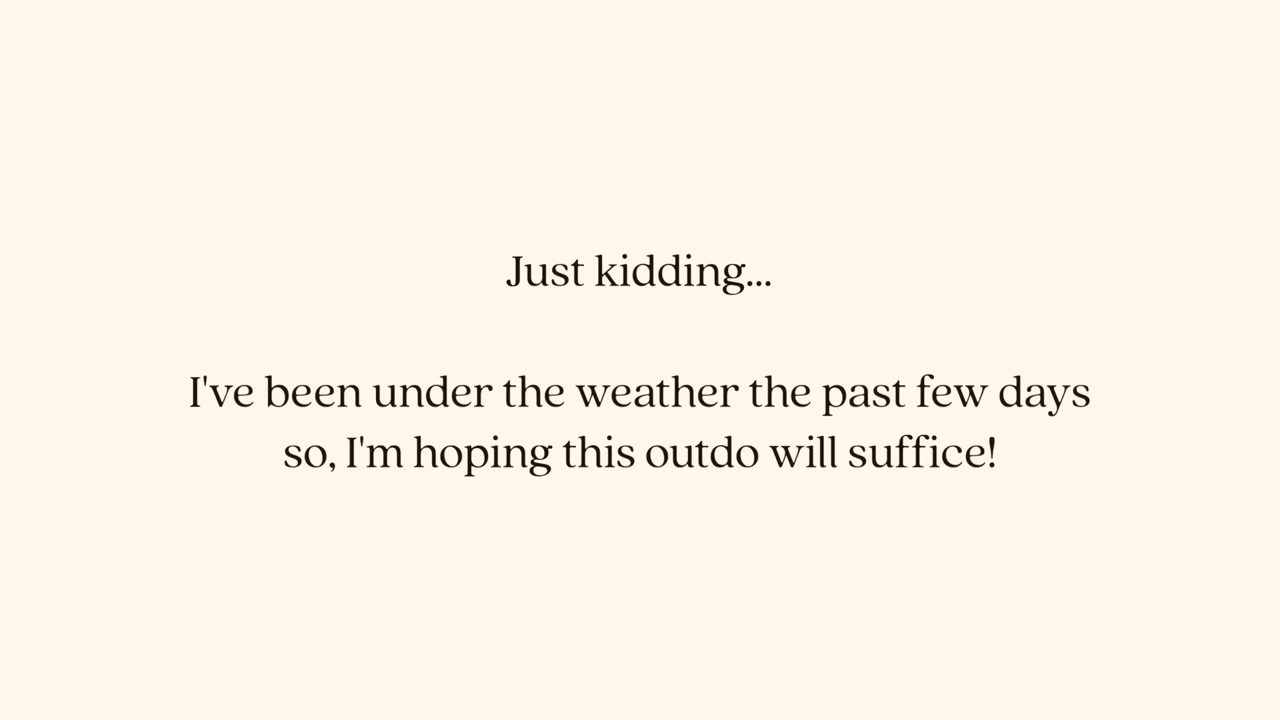 Just kidding...
I've been under the weather the past few days
so, I'm hoping this outdo will suffice!